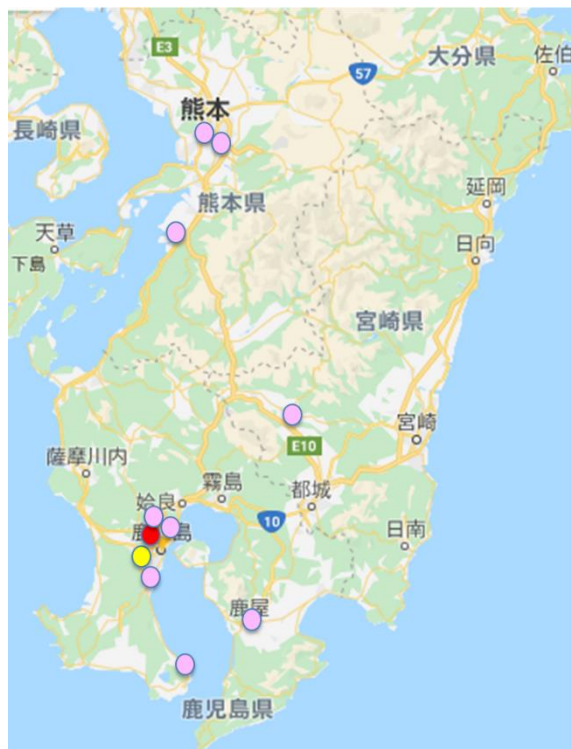 E3
57
大分県
佐伯
長崎県
熊本
延岡
熊本県
天草
日向
下島
宮崎県
宮崎
E10
薩摩川内
霧島
都城
姶良
10
日南
鹿
島
鹿屋
鹿児島県